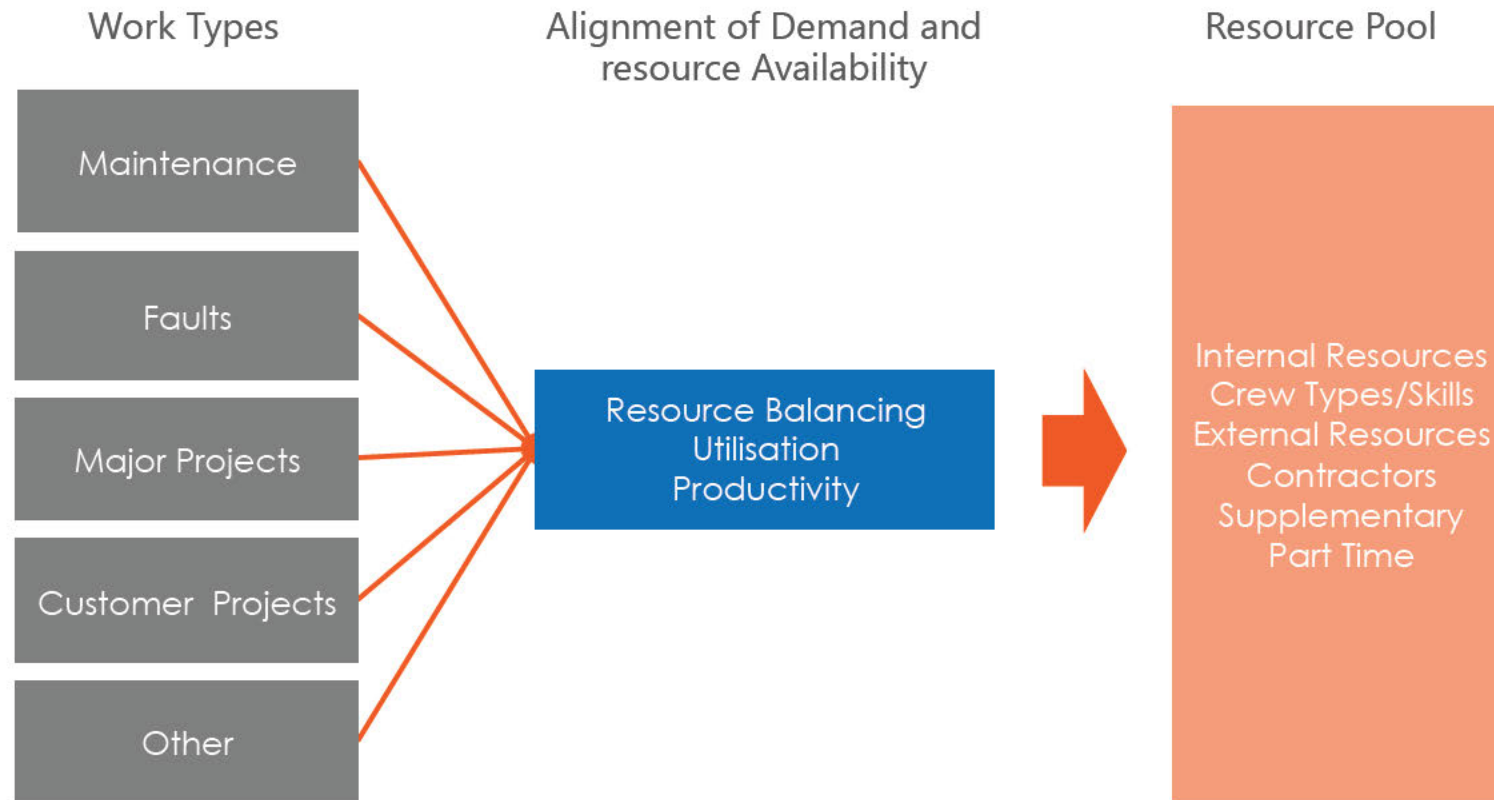 Work Types
Maintenance
Faults
Major Projects
Customer Projects
Other
Alignment of Demand and
resource Availability
Resource Balancing
Utilisation
Productivity
Resource Pool
Internal Resources
Crew Types/Skills
External Resources
Contractors
Supplementary
Part Time